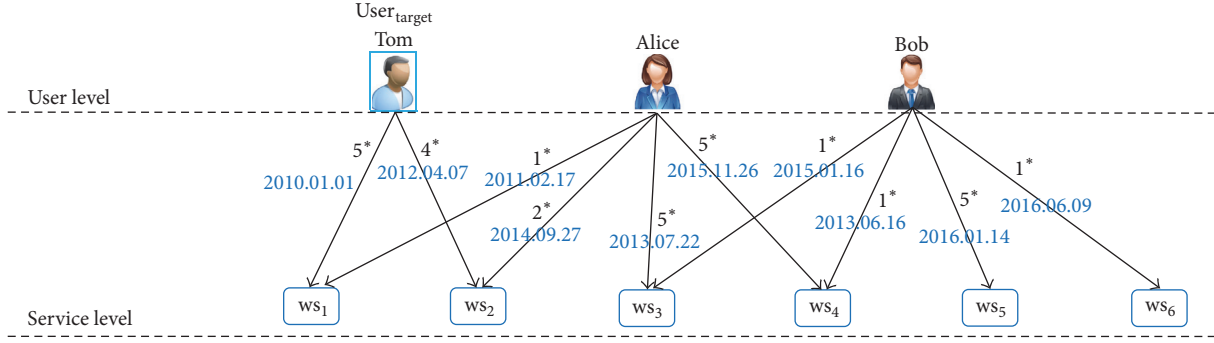 User_target
Tom
Alice
Bob
User level
5*
4*
1*
5*
1*
1*
2010.01.01
2012.04.07
2011.02.17
2015.11.26
2015.01.16
2016.06.09
2*
5*
1*
5*
2014.09.27
2013.07.22
2013.06.16
2016.01.14
ws₁
ws₂
ws₃
ws₄
ws₅
ws₆
Service level